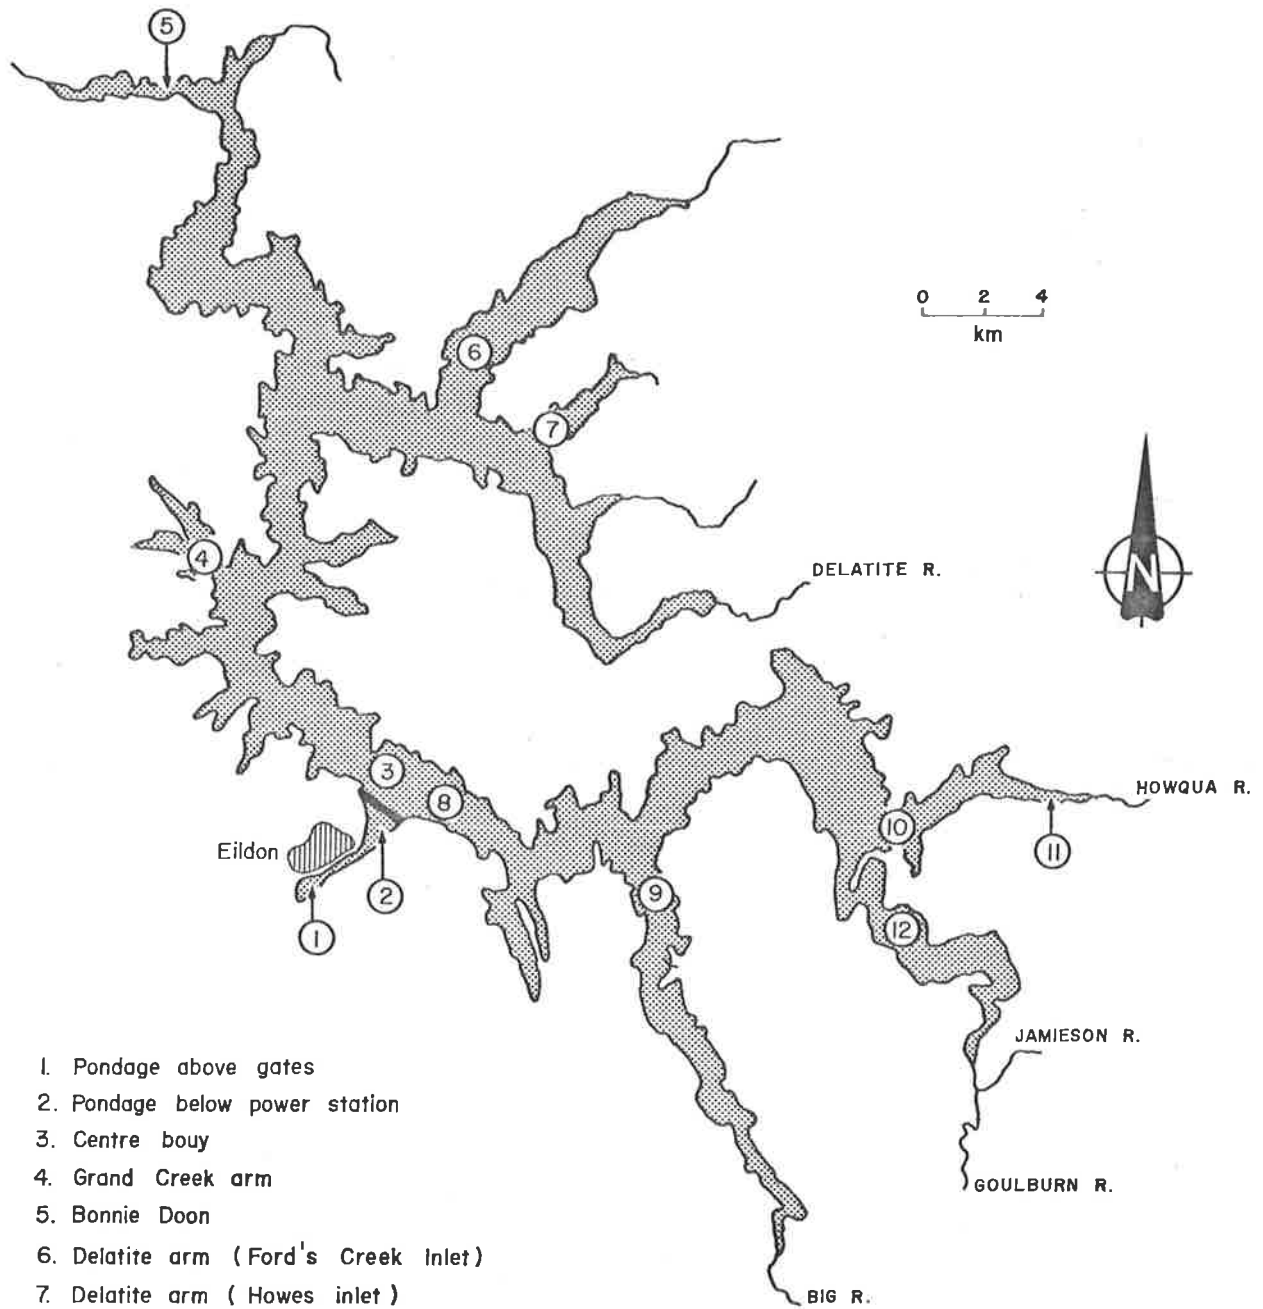 5
6
0 2 4
km
7
N
4
DELATITE R.
3
8
HOWQUA R.
10
11
Eildon
2
9
1
12
JAMIESON R.
GOULBURN R.
BIG R.
1. Pondage above gates
2. Pondage below power station
3. Centre bouy
4. Grand Creek arm
5. Bonnie Doon
6. Delatite arm (Ford's Creek Inlet)
7. Delatite arm (Howes inlet)